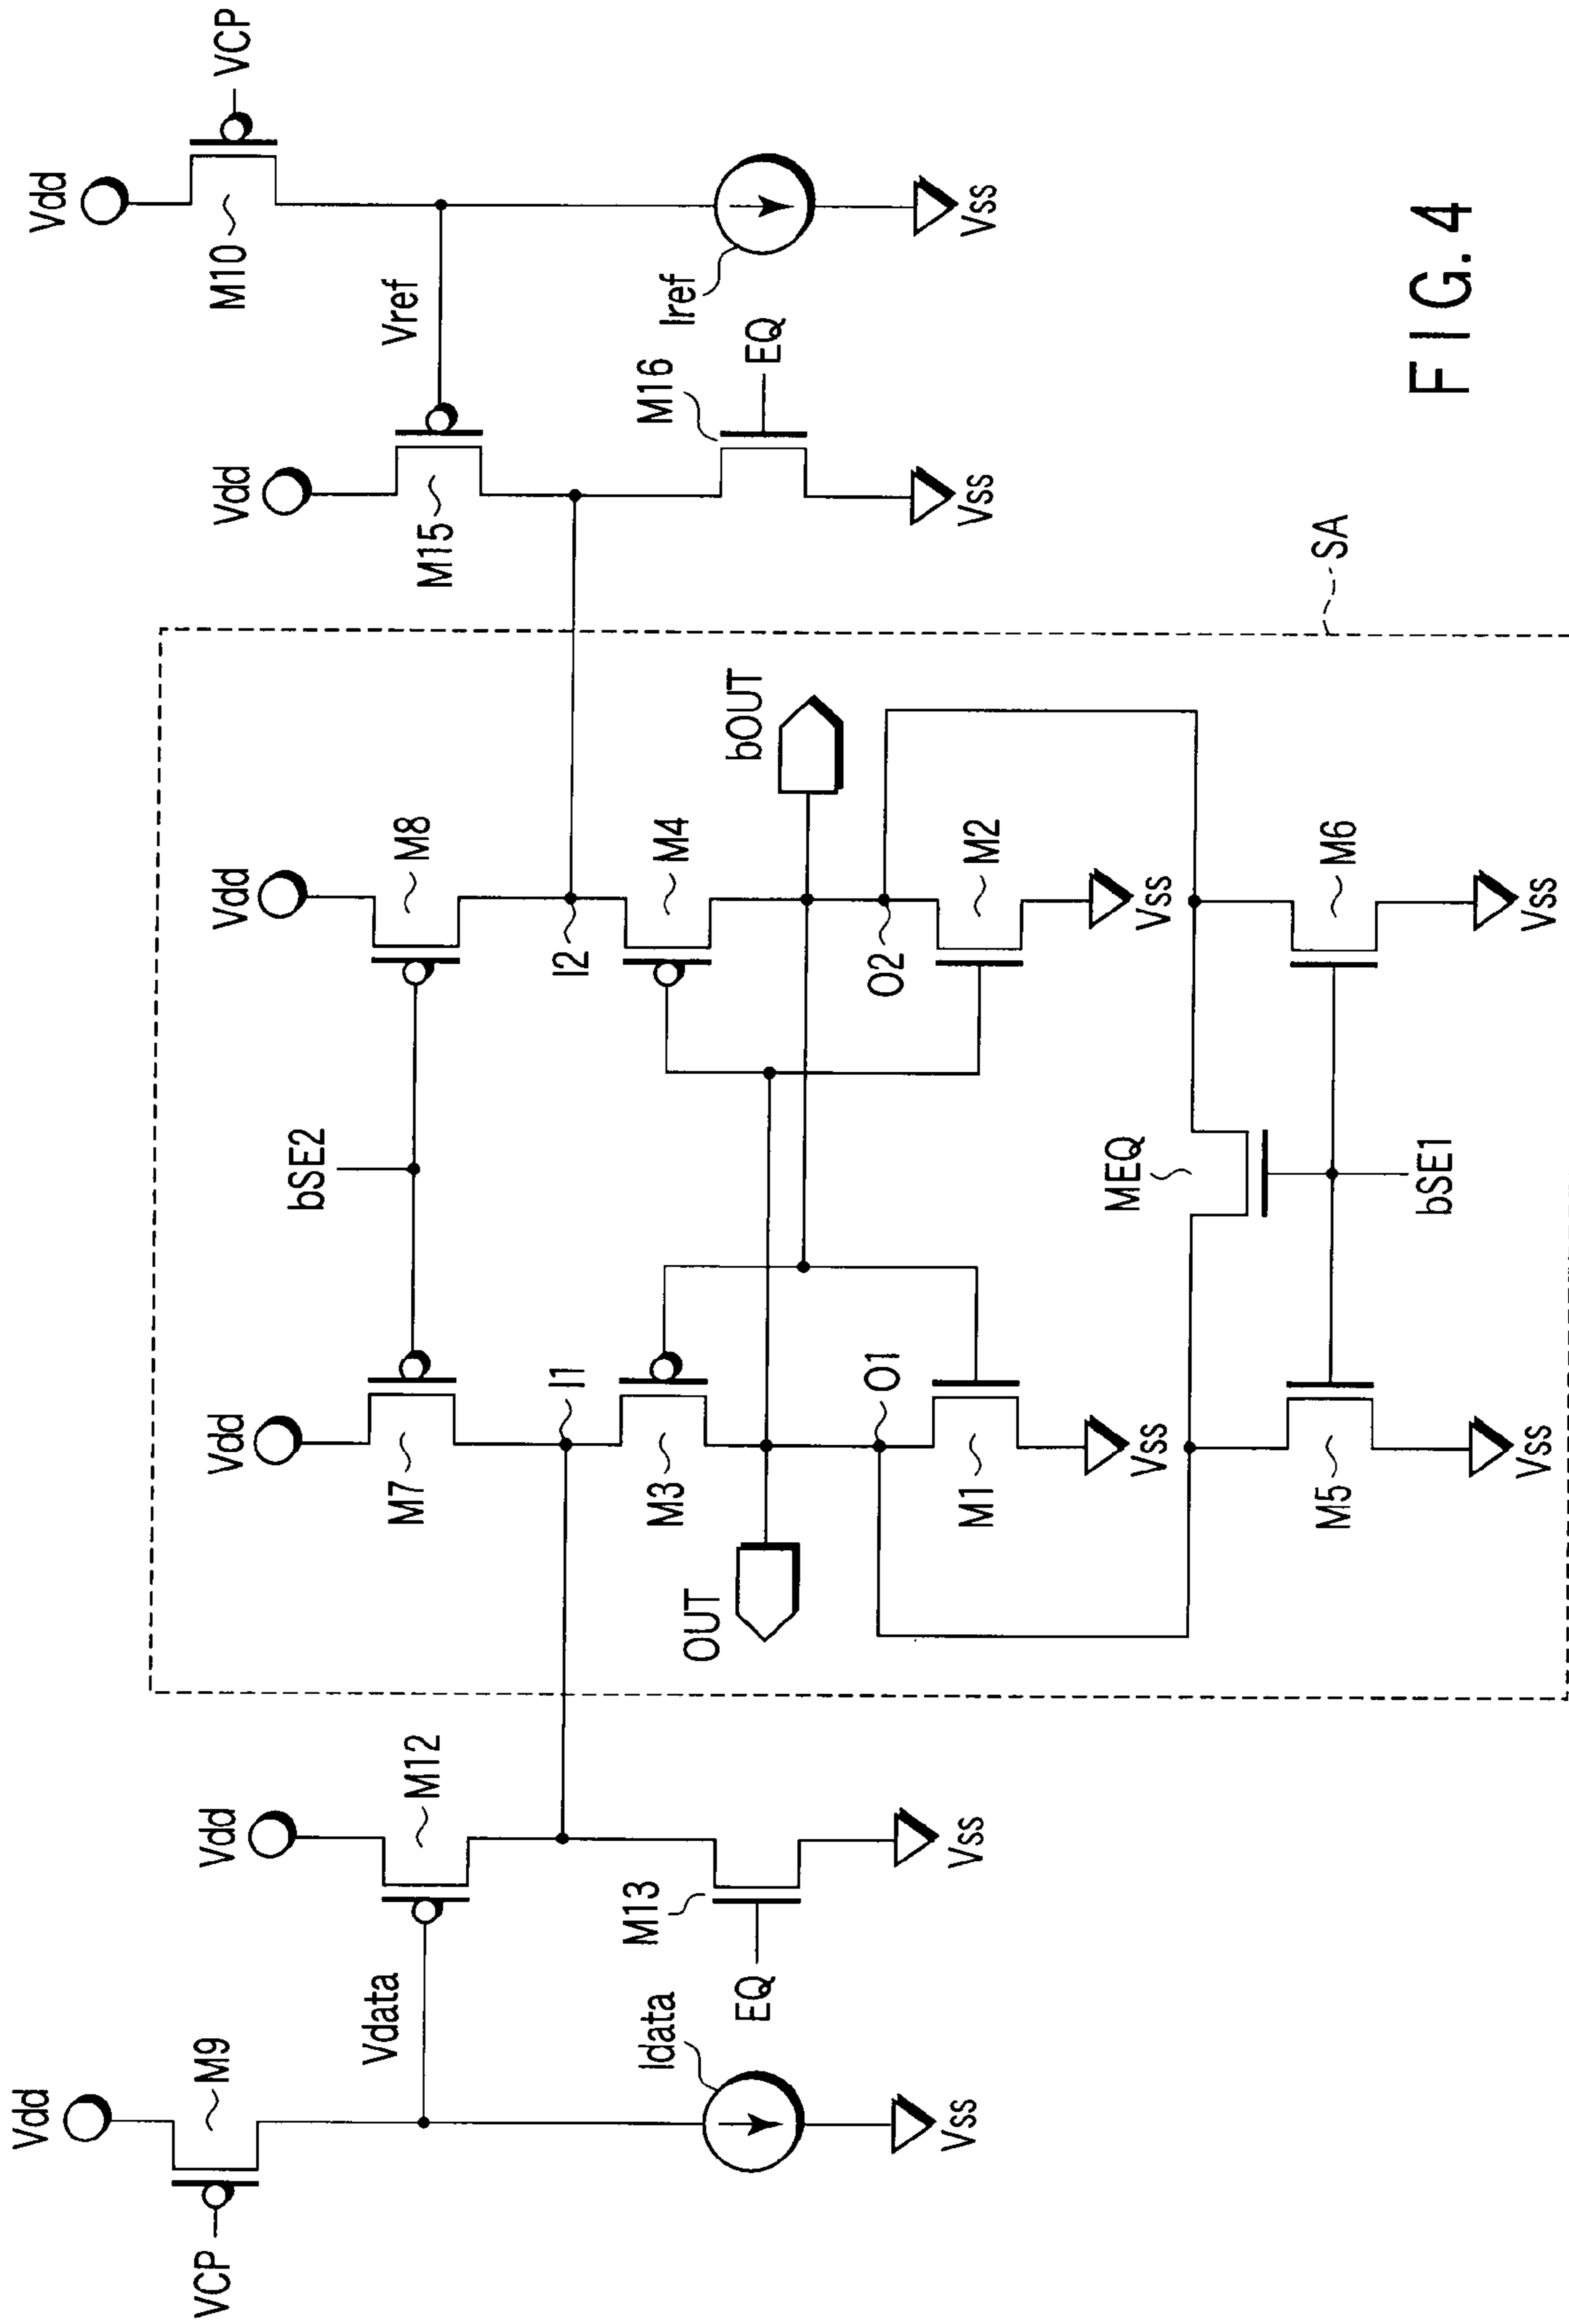 Vdd
VCP
M9
Vdata
Idata
Vss
Vdd
M12
M13
EQ
Vss
Vdd
M7
I1
M3
OUT
O1
M1
Vss
M5
Vss
bSE2
MEQ
bSE1
Vdd
M8
I2
M4
bOUT
O2
M2
Vss
M6
Vss
SA
Vdd
M15
M16
EQ
Vss
Vdd
VCP
M10
Vref
Iref
Vss
FIG. 4